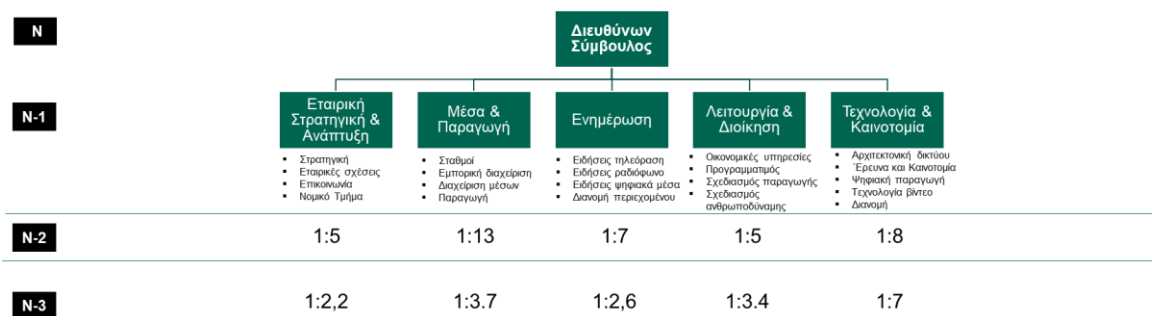 N
Διευθύνων
Σύμβουλος
N-1
Εταιρική
Στρατηγική &
Ανάπτυξη
Μέσα &
Παραγωγή
Ενημέρωση
Λειτουργία &
Διοίκηση
Τεχνολογία &
Καινοτομία
▪ Στρατηγική
▪ Εταιρικές σχέσεις
▪ Επικοινωνία
▪ Νομικό Τμήμα
▪ Σταθμοί
▪ Εμπορική διαχείριση
▪ Διαχείριση μέσων
▪ Παραγωγή
▪ Ειδήσεις τηλεόραση
▪ Ειδήσεις ραδιόφωνο
▪ Ειδήσεις ψηφιακά μέσα
▪ Διανομή περιεχομένου
▪ Οικονομικές υπηρεσίες
▪ Προγραμματιμός
▪ Σχεδιασμός παραγωγής
▪ Σχεδιασμός
ανθρωποδύναμης
▪ Αρχιτεκτονική δικτύου
▪ Έρευνα και Καινοτομία
▪ Ψηφιακή παραγωγή
▪ Τεχνολογία βίντεο
▪ Διανομή
N-2
1:5
1:13
1:7
1:5
1:8
N-3
1:2,2
1:3.7
1:2,6
1:3.4
1:7